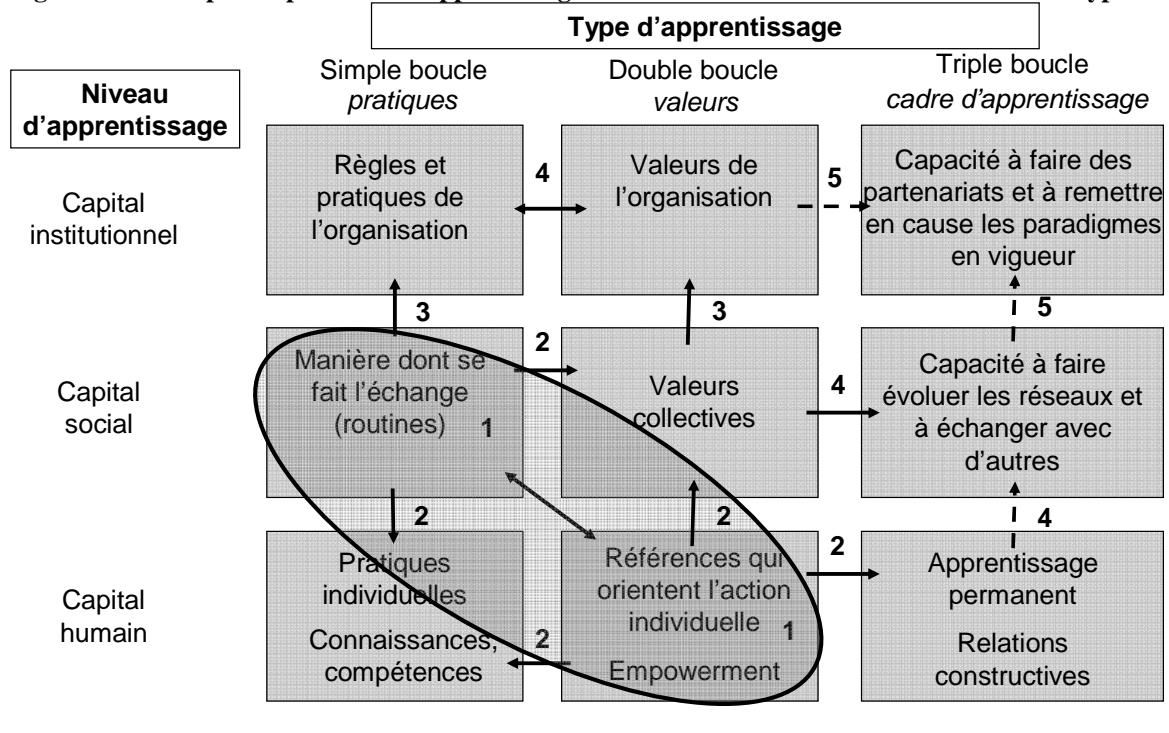 Type d'apprentissage
Niveau
d'apprentissage
Simple boucle
pratiques
Double boucle
valeurs
Triple boucle
cadre d'apprentissage
Capital
institutionnel
Règles et
pratiques de
l'organisation
4
Valeurs de
l'organisation
5
Capacité à faire des
partenariats et à remettre
en cause les paradigmes
en vigueur
3
3
5
Capital
social
Manière dont se
fait l'échange
(routines)
1
2
Valeurs
collectives
4
Capacité à faire
évoluer les réseaux et
à échanger avec
d'autres
2
2
4
Capital
humain
Pratiques
individuelles
Connaissances,
compétences
2
Références qui
orientent l'action
individuelle
1
Empowerment
2
Apprentissage
permanent
Relations
constructives